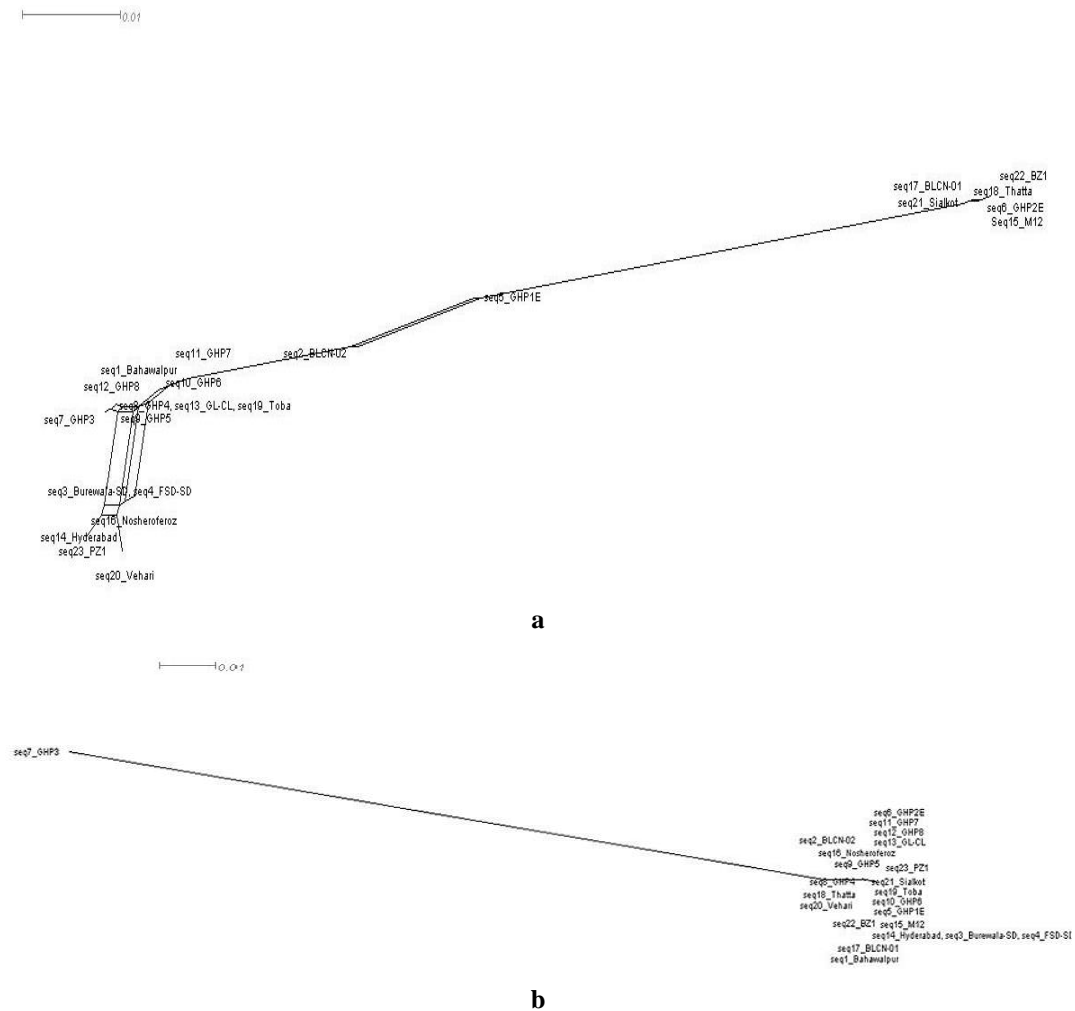 0.01
seq22_BZ1
seq17_BLCN-01
seq18_Thatta
seq21_Sialkot
seq6_GHP2E
Seq15_M12
seq5_GHP1E
seq11_GHP7
seq2_BLCN-02
seq1_Bahawalpur
seq10_GHP6
seq12_GHP8
seq8_GHP4, seq13_GL-CL, seq19_Toba
seq7_GHP3
seq9_GHP5
seq3_Burewala-SD, seq4_FSD-SD
seq16_Nosheroferoz
seq14_Hyderabad
seq23_PZ1
seq20_Vehari
a
0.01
seq7_GHP3
seq6_GHP2E
seq11_GHP7
seq12_GHP8
seq2_BLCN-02 seq13_GL-CL
seq16_Nosheroferoz
seq9_GHP5
seq23_PZ1
seq8_GHP4 seq21_Sialkot
seq18_Thatta seq19_Toba
seq10_GHP6
seq20_Vehari
seq5_GHP1E
seq22_BZ1 seq15_M12
seq14_Hyderabad, seq3_Burewala-SD, seq4_FSD-SD
seq17_BLCN-01
seq1_Bahawalpur
b